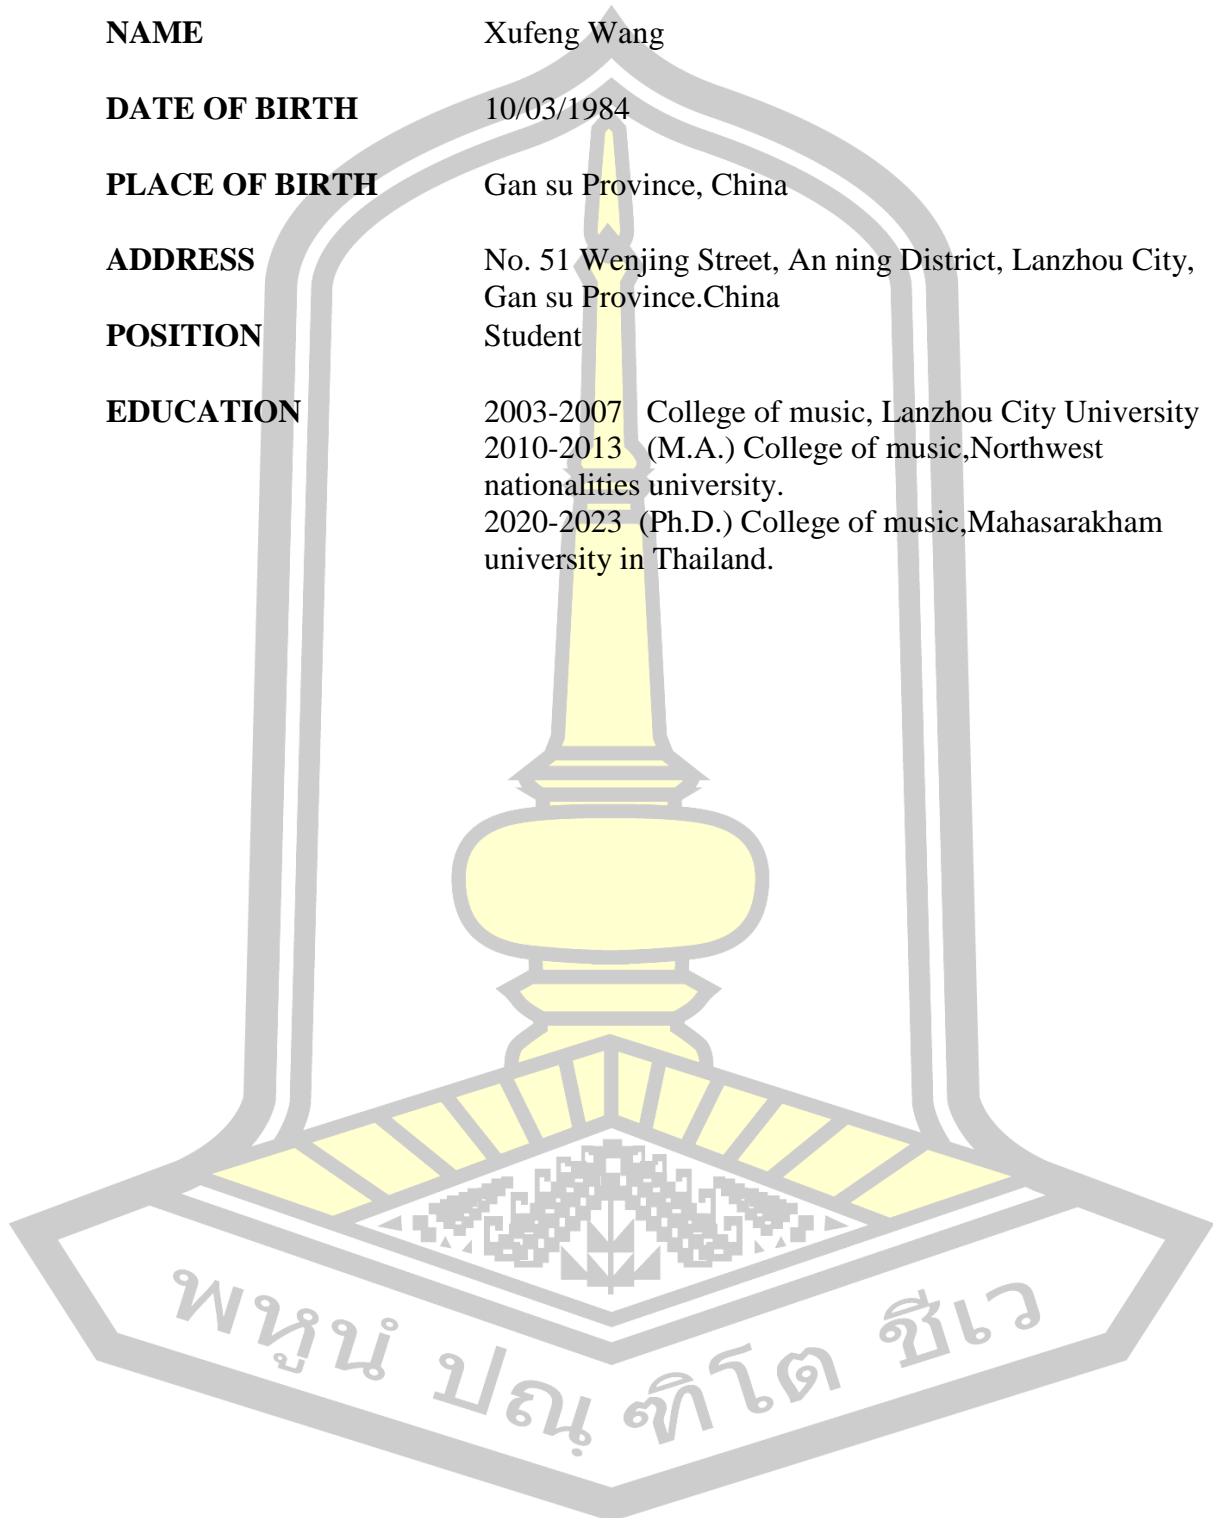 NAME Xufeng Wang
DATE OF BIRTH 10/03/1984
PLACE OF BIRTH Gan su Province, China
ADDRESS No. 51 Wenjing Street, An ning District, Lanzhou City,
Gan su Province.China
POSITION Student
EDUCATION 2003-2007 College of music, Lanzhou City University
2010-2013 (M.A.) College of music,Northwest
nationalities university.
2020-2023 (Ph.D.) College of music,Mahasarakham
university in Thailand.
พหูนํ ปณฺฑิโต ชีเว